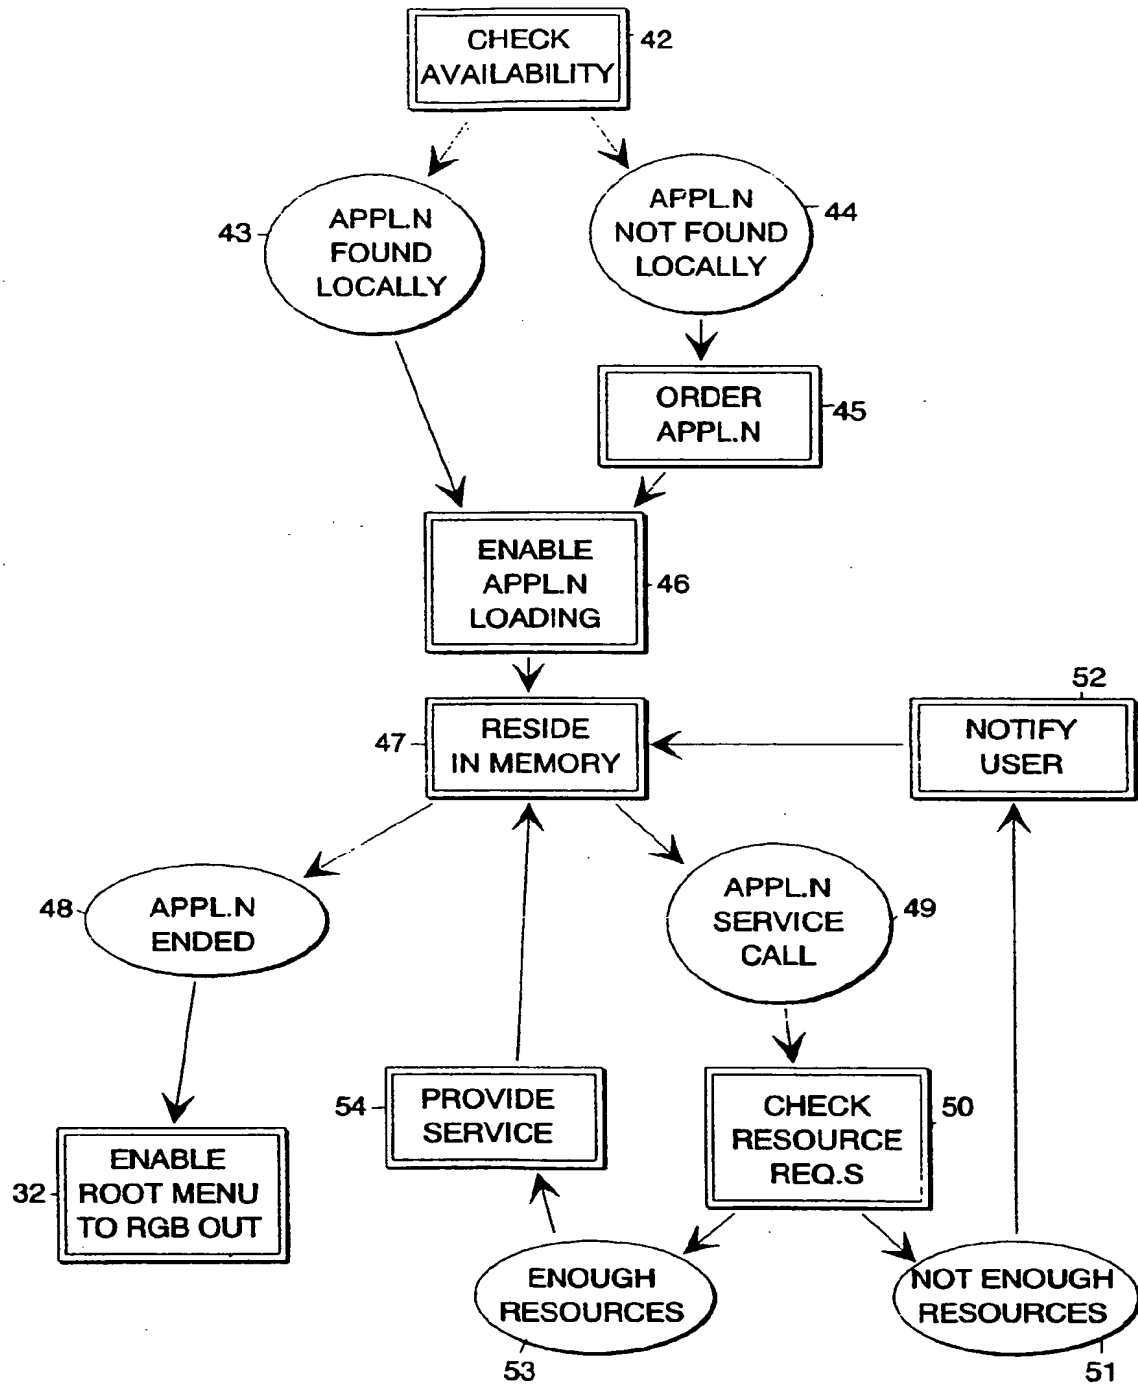 CHECK
AVAILABILITY
42
APPL.N
FOUND
LOCALLY
43
APPL.N
NOT FOUND
LOCALLY
44
ORDER
APPL.N
45
ENABLE
APPL.N
LOADING
46
RESIDE
IN MEMORY
47
NOTIFY
USER
52
APPL.N
ENDED
48
APPL.N
SERVICE
CALL
49
ENABLE
ROOT MENU
TO RGB OUT
32
PROVIDE
SERVICE
54
CHECK
RESOURCE
REQ.S
50
ENOUGH
RESOURCES
53
NOT ENOUGH
RESOURCES
51